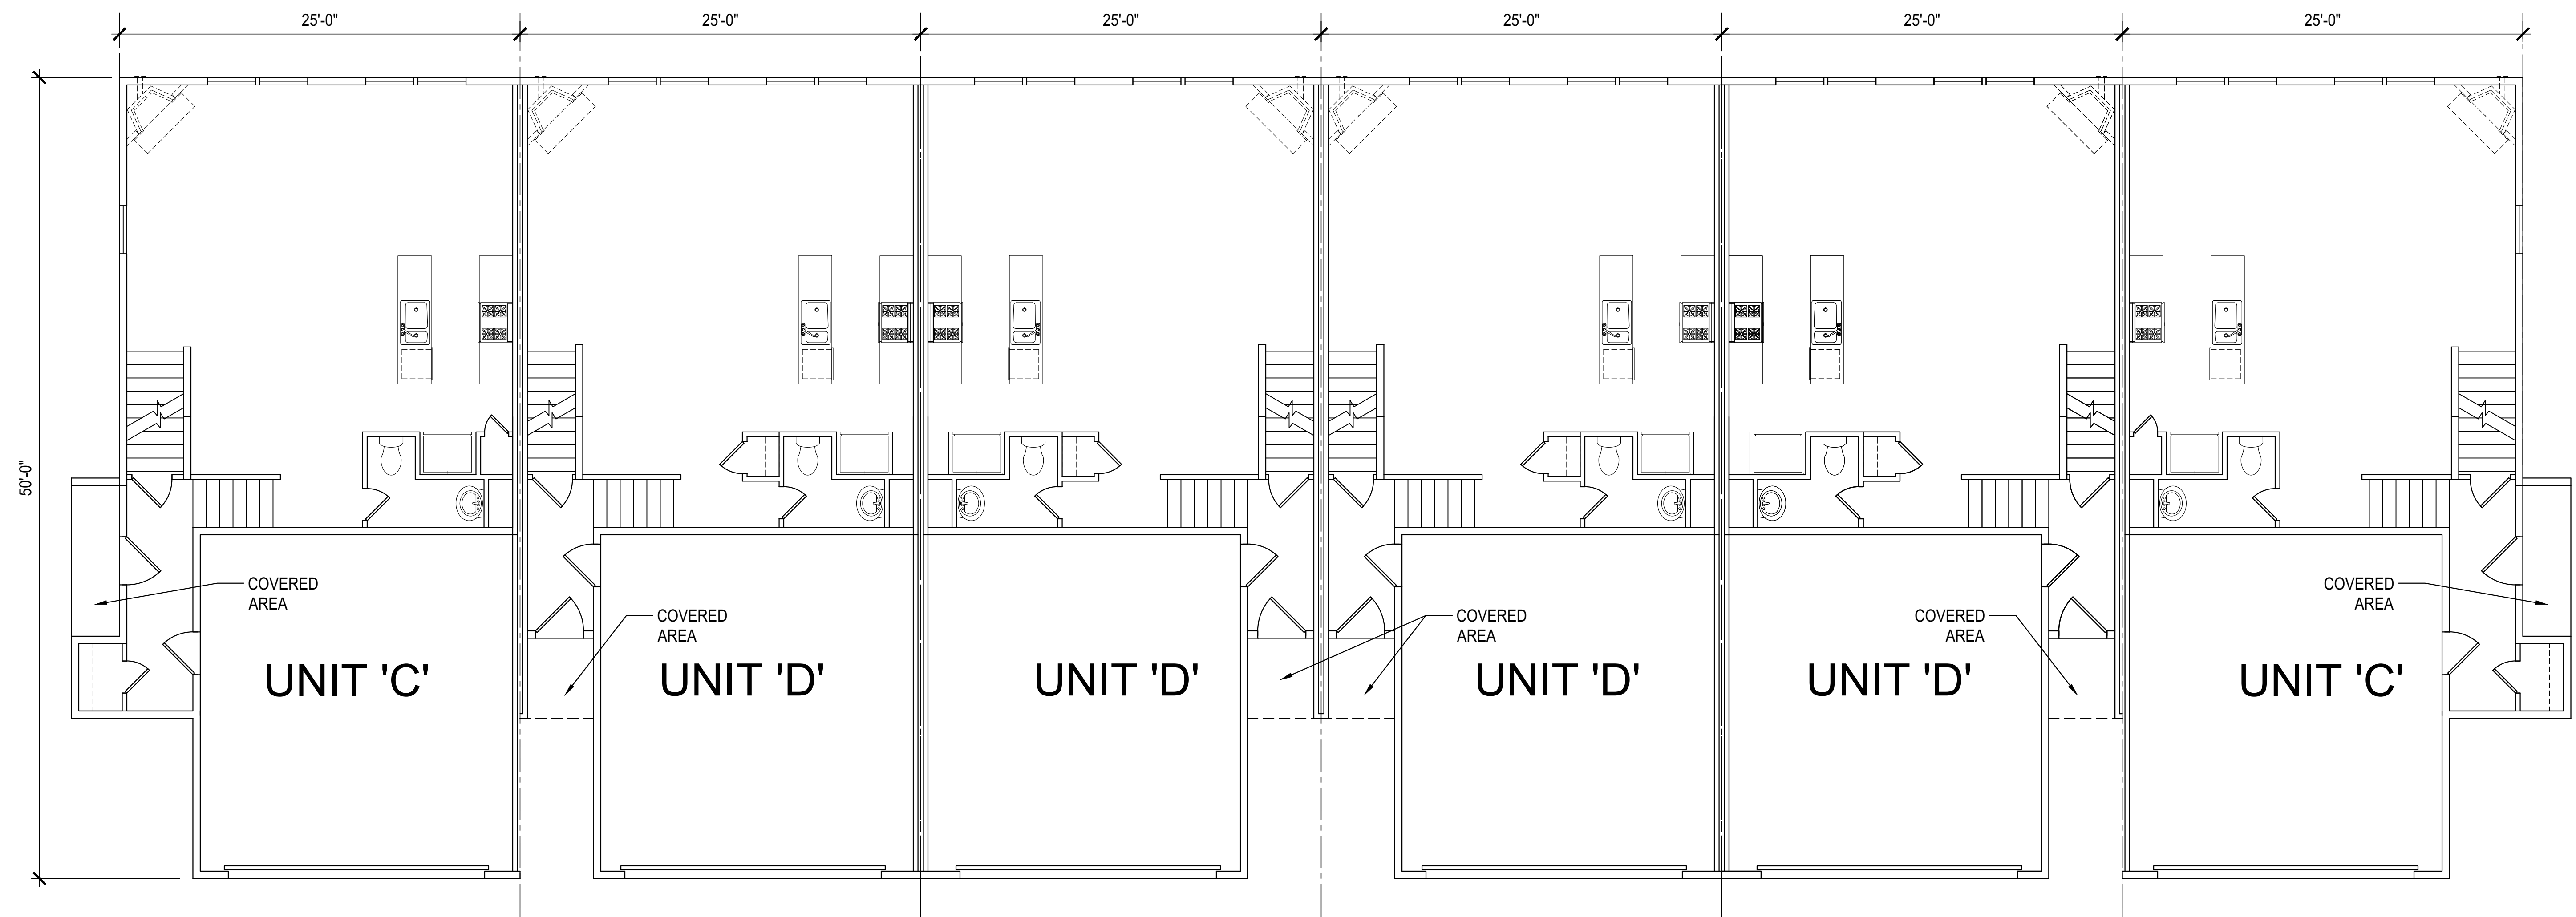 25'-0" 25'-0" 25'-0" 25'-0" 25'-0" 25'-0"
50'-0"
COVERED
AREA
COVERED
AREA
COVERED
AREA
COVERED
AREA
COVERED
AREA
UNIT 'C' UNIT 'D' UNIT 'D' UNIT 'D' UNIT 'D' UNIT 'C'